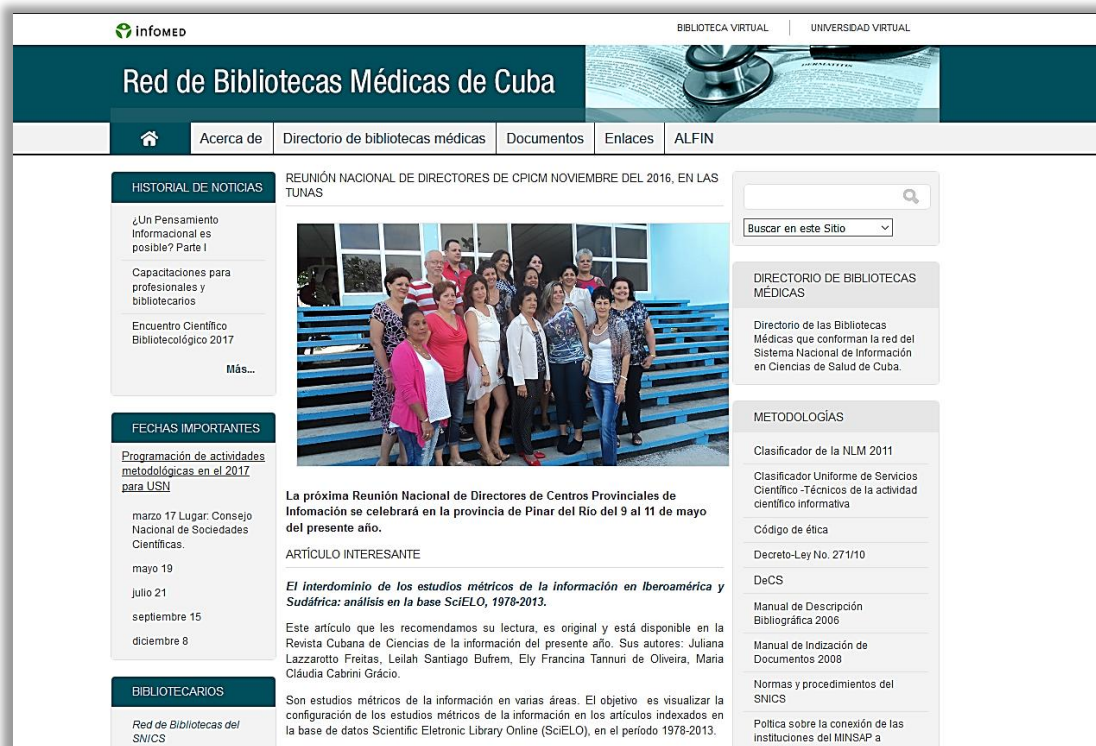 infoMED
BIBLIOTECA VIRTUAL
UNIVERSIDAD VIRTUAL
Red de Bibliotecas Médicas de Cuba
DERMATITIS
Acerca de
Directorio de bibliotecas médicas
Documentos
Enlaces
ALFIN
HISTORIAL DE NOTICIAS
¿Un Pensamiento
Informacional es
posible? Parte I
Capacitaciones para
profesionales y
bibliotecarios
Encuentro Científico
Bibliotecológico 2017
Más...
FECHAS IMPORTANTES
Programación de actividades
metodológicas en el 2017
para USN
marzo 17 Lugar: Consejo
Nacional de Sociedades
Científicas.
mayo 19
julio 21
septiembre 15
diciembre 8
BIBLIOTECARIOS
Red de Bibliotecas del
SNICS
REUNIÓN NACIONAL DE DIRECTORES DE CPICM NOVIEMBRE DEL 2016, EN LAS
TUNAS
La próxima Reunión Nacional de Directores de Centros Provinciales de
Infomación se celebrará en la provincia de Pinar del Río del 9 al 11 de mayo
del presente año.
ARTÍCULO INTERESANTE
El interdominio de los estudios métricos de la información en Iberoamérica y
Sudáfrica: análisis en la base SciELO, 1978-2013.
Este artículo que les recomendamos su lectura, es original y está disponible en la
Revista Cubana de Ciencias de la información del presente año. Sus autores: Juliana
Lazzarotto Freitas, Leilah Santiago Bufrem, Ely Francina Tannuri de Oliveira, Maria
Cláudia Cabrini Grácio.
Son estudios métricos de la información en varias áreas. El objetivo es visualizar la
configuración de los estudios métricos de la información en los artículos indexados en
la base de datos Scientific Eletronic Library Online (SciELO), en el período 1978-2013.
Buscar en este Sitio
DIRECTORIO DE BIBLIOTECAS
MÉDICAS
Directorio de las Bibliotecas
Médicas que conforman la red del
Sistema Nacional de Información
en Ciencias de Salud de Cuba.
METODOLOGÍAS
Clasificador de la NLM 2011
Clasificador Uniforme de Servicios
Científico -Técnicos de la actividad
científico informativa
Código de ética
Decreto-Ley No. 271/10
DeCS
Manual de Descripción
Bibliográfica 2006
Manual de Indización de
Documentos 2008
Normas y procedimientos del
SNICS
Poltica sobre la conexión de las
instituciones del MINSAP a